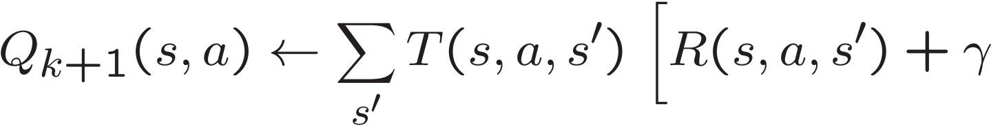 Q_{k+1}(s, a) ← ∑_{s′} T(s, a, s′) [R(s, a, s′) + γ